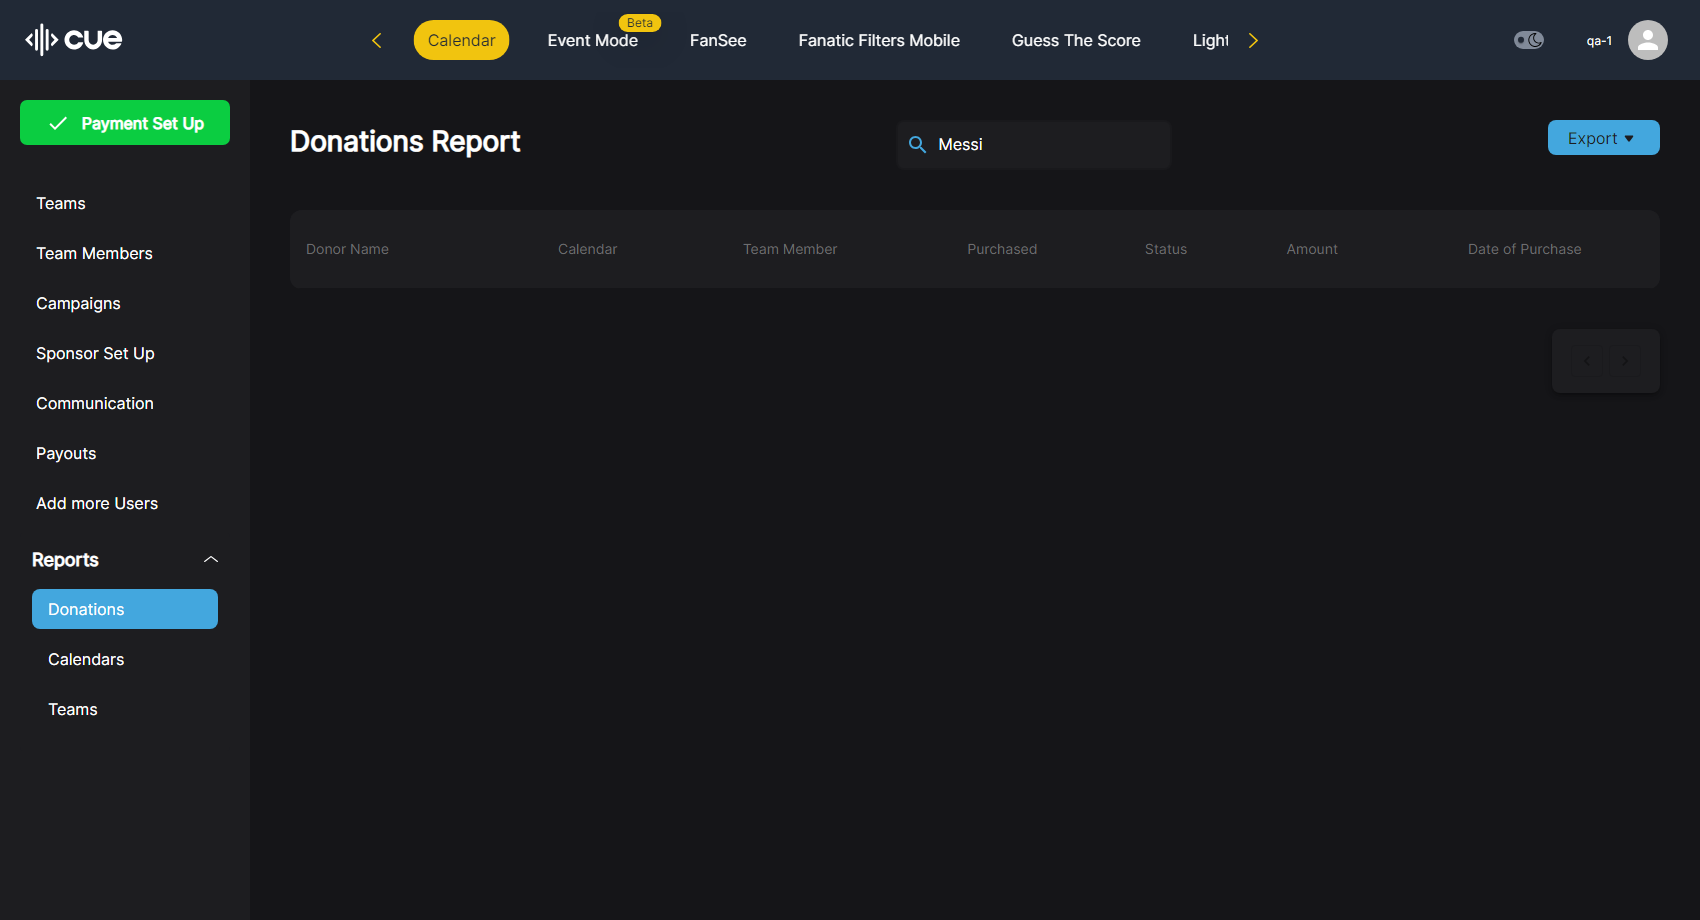 cue
Calendar
Event Mode
Beta
FanSee
Fanatic Filters Mobile
Guess The Score
Light
qa-1
Payment Set Up
Teams
Team Members
Campaigns
Sponsor Set Up
Communication
Payouts
Add more Users
Reports
Donations
Calendars
Teams
Donations Report
Messi
Export
Donor Name
Calendar
Team Member
Purchased
Status
Amount
Date of Purchase